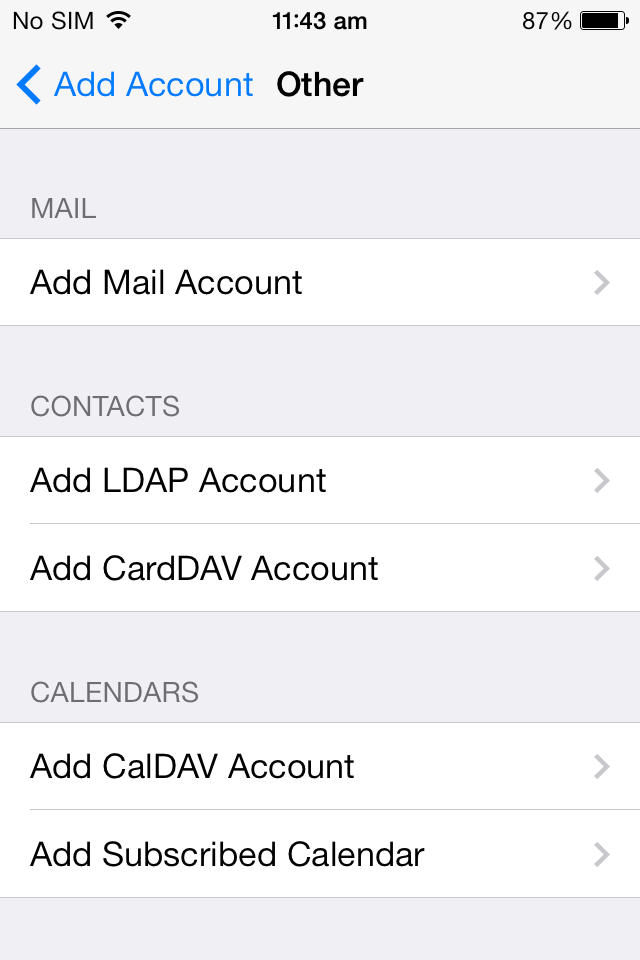 No SIM 11:43 am 87%
Add Account Other
MAIL
Add Mail Account
CONTACTS
Add LDAP Account
Add CardDAV Account
CALENDARS
Add CalDAV Account
Add Subscribed Calendar